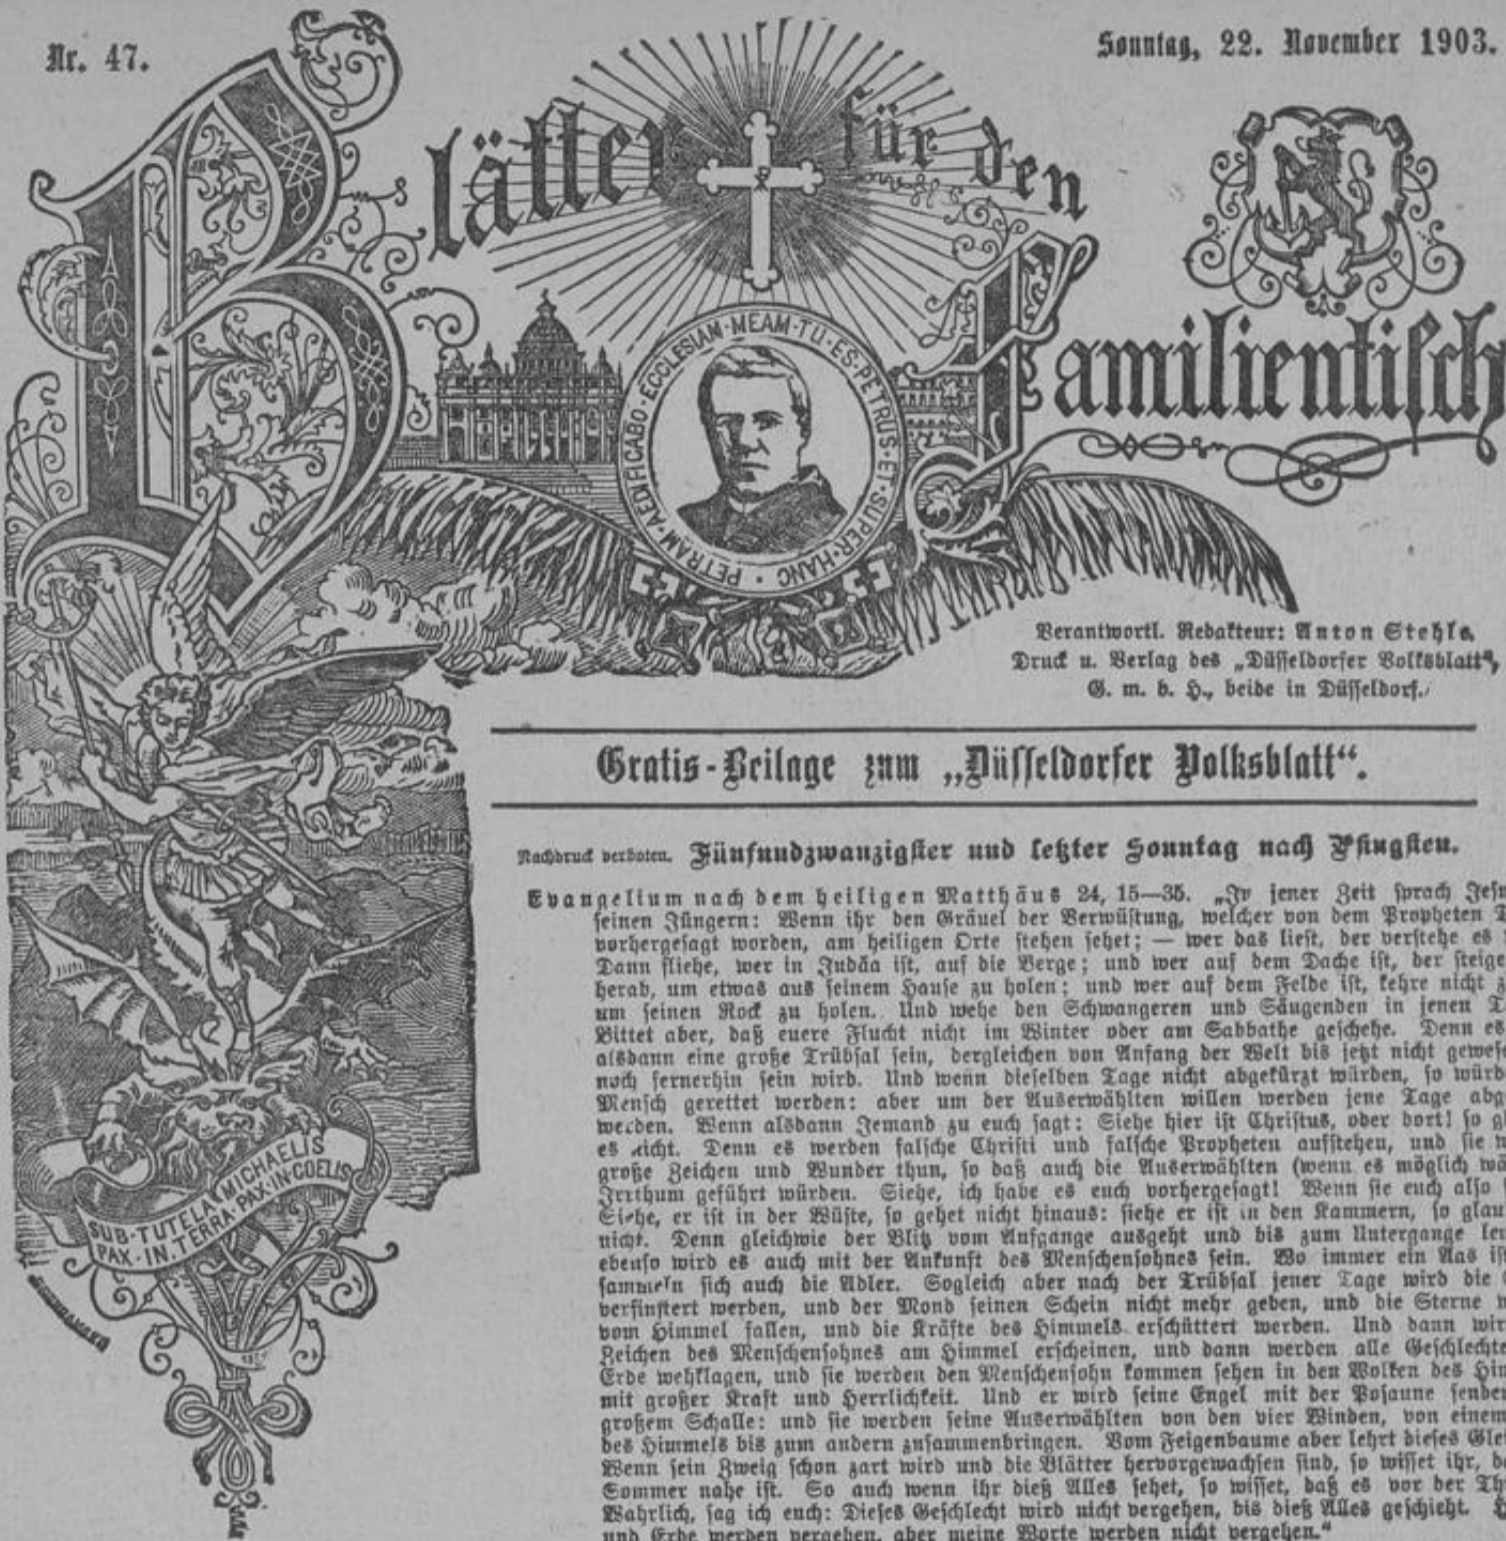 Nr. 47.
Sonntag, 22. November 1903.
Blätter für den
Familientisch
PETRAM·AEDIFICABO·ECCLESIAM·MEAM·TU·ES·PETRUS·ET·SUPER·HANC·
Verantwortl. Redakteur: Anton Stehle.
Druck u. Verlag des „Düsseldorfer Volksblatt“,
G. m. b. H., beide in Düsseldorf.
Gratis-Beilage zum „Düsseldorfer Volksblatt“.
Nachdruck verboten. Fünfundzwanzigster und letzter Sonntag nach Pfingsten.
Evangelium nach dem heiligen Matthäus 24, 15—35. „In jener Zeit sprach Jesu
seinen Jüngern: Wenn ihr den Gräuel der Verwüstung, welcher von dem Propheten
vorhergesagt worden, am heiligen Orte stehen sehet; — wer das liest, der verstehe es
Dann fliehe, wer in Judäa ist, auf die Berge; und wer auf dem Dache ist, der steige
herab, um etwas aus seinem Hause zu holen; und wer auf dem Felde ist, kehre nicht
um seinen Rock zu holen. Und wehe den Schwangeren und Säugenden in jenen
Bittet aber, daß euere Flucht nicht im Winter oder am Sabbathe geschehe. Denn es
alsdann eine große Trübsal sein, dergleichen von Anfang der Welt bis jetzt nicht gewese
noch fernerhin sein wird. Und wenn dieselben Tage nicht abgekürzt würden, so würd
Mensch gerettet werden: aber um der Auserwählten willen werden jene Tage abg
werden. Wenn alsdann Jemand zu euch sagt: Siehe hier ist Christus, oder dort! so
es nicht. Denn es werden falsche Christi und falsche Propheten aufstehen, und sie
große Zeichen und Wunder thun, so daß auch die Auserwählten (wenn es möglich wä
Irrthum geführt würden. Siehe, ich habe es euch vorhergesagt! Wenn sie euch also
Siehe, er ist in der Wüste, so gehet nicht hinaus: siehe er ist in den Kammern, so glau
nicht. Denn gleichwie der Blitz vom Aufgange ausgeht und bis zum Untergange
ebenso wird es auch mit der Ankunft des Menschensohnes sein. Wo immer ein Aas ist
sammeln sich auch die Adler. Sogleich aber nach der Trübsal jener Tage wird die
verfinstert werden, und der Mond seinen Schein nicht mehr geben, und die Sterne
vom Himmel fallen, und die Kräfte des Himmels erschüttert werden. Und dann wir
Zeichen des Menschensohnes am Himmel erscheinen, und dann werden alle Geschlechte
Erde wehklagen, und sie werden den Menschensohn kommen sehen in den Wolken des Him
mit großer Kraft und Herrlichkeit. Und er wird seine Engel mit der Posaune senden
großem Schalle: und sie werden seine Auserwählten von den vier Winden, von einem
des Himmels bis zum andern zusammenbringen. Vom Feigenbaume aber lehrt dieses Glei
Wenn sein Zweig schon zart wird und die Blätter hervorgewachsen sind, so wisset ihr,
Sommer nahe ist. So auch wenn ihr dieß Alles sehet, so wisset, daß es vor der Th
Wahrlich, sag ich euch: Dieses Geschlecht wird nicht vergehen, bis dieß Alles geschieht.
und Erde werden vergehen, aber meine Worte werden nicht vergehen.“
SUB·TUTELA MICHAELIS
PAX·IN·TERRA·PAX·IN·COELIS